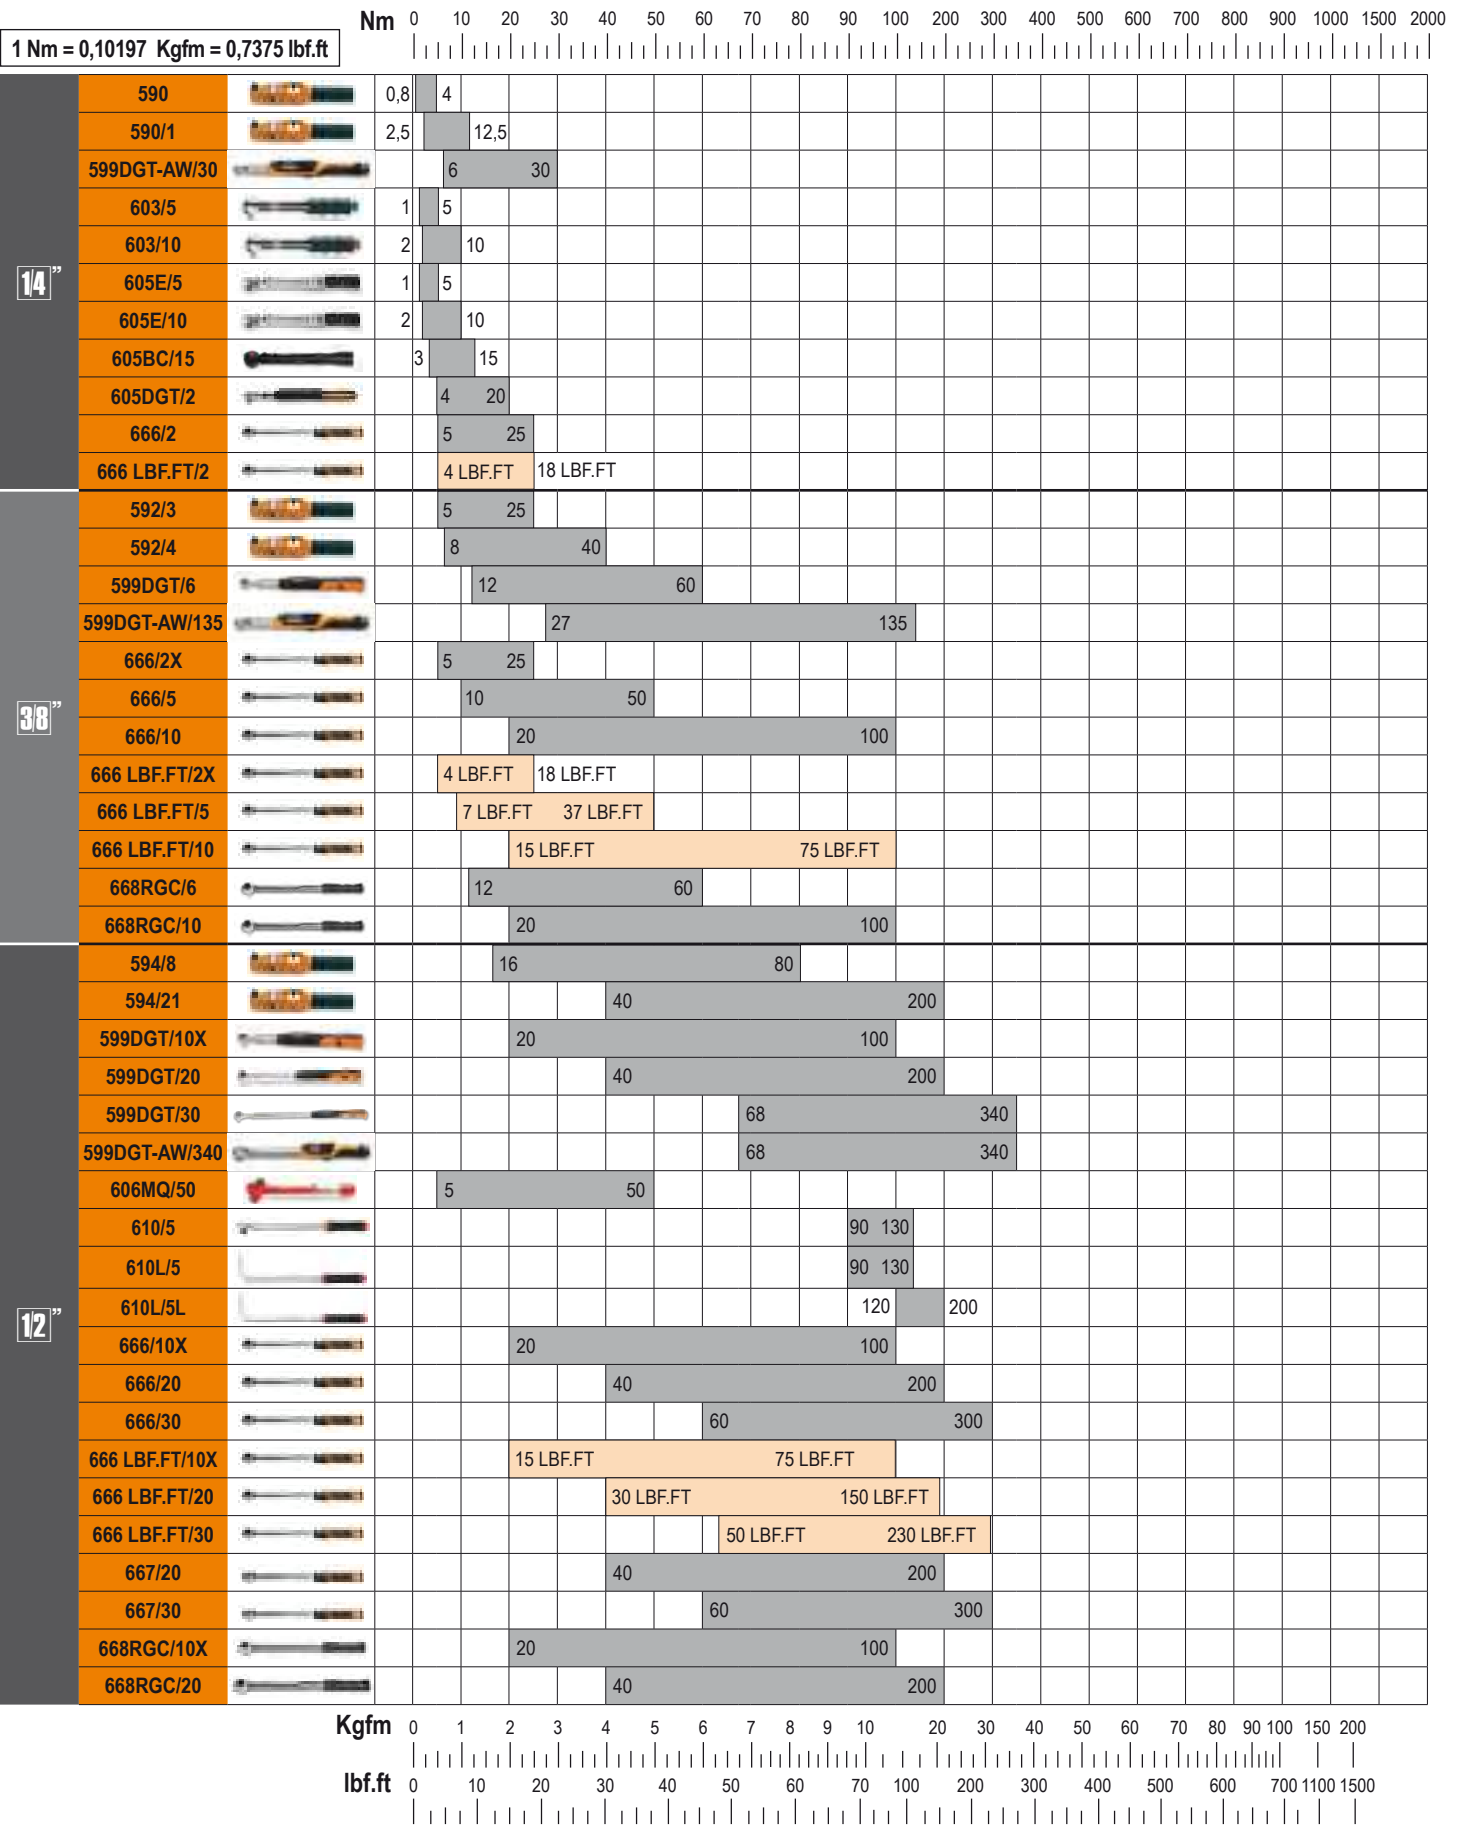 Nm 0 10 20 30 40 50 60 70 80 90 100 200 300 400 500 600 700 800 900 1000 1500 2000
1 Nm = 0,10197 Kgfm = 0,7375 lbf.ft
1/4”
590 0,8 4
590/1 2,5 12,5
599DGT-AW/30 6 30
603/5 1 5
603/10 2 10
605E/5 1 5
605E/10 2 10
605BC/15 3 15
605DGT/2 4 20
666/2 5 25
666 LBF.FT/2 4 LBF.FT 18 LBF.FT
3/8”
592/3 5 25
592/4 8 40
599DGT/6 12 60
599DGT-AW/135 27 135
666/2X 5 25
666/5 10 50
666/10 20 100
666 LBF.FT/2X 4 LBF.FT 18 LBF.FT
666 LBF.FT/5 7 LBF.FT 37 LBF.FT
666 LBF.FT/10 15 LBF.FT 75 LBF.FT
668RGC/6 12 60
668RGC/10 20 100
1/2”
594/8 16 80
594/21 40 200
599DGT/10X 20 100
599DGT/20 40 200
599DGT/30 68 340
599DGT-AW/340 68 340
606MQ/50 5 50
610/5 90 130
610L/5 90 130
610L/5L 120 200
666/10X 20 100
666/20 40 200
666/30 60 300
666 LBF.FT/10X 15 LBF.FT 75 LBF.FT
666 LBF.FT/20 30 LBF.FT 150 LBF.FT
666 LBF.FT/30 50 LBF.FT 230 LBF.FT
667/20 40 200
667/30 60 300
668RGC/10X 20 100
668RGC/20 40 200
Kgfm 0 1 2 3 4 5 6 7 8 9 10 20 30 40 50 60 70 80 90 100 150 200
lbf.ft 0 10 20 30 40 50 60 70 100 200 300 400 500 600 700 1100 1500